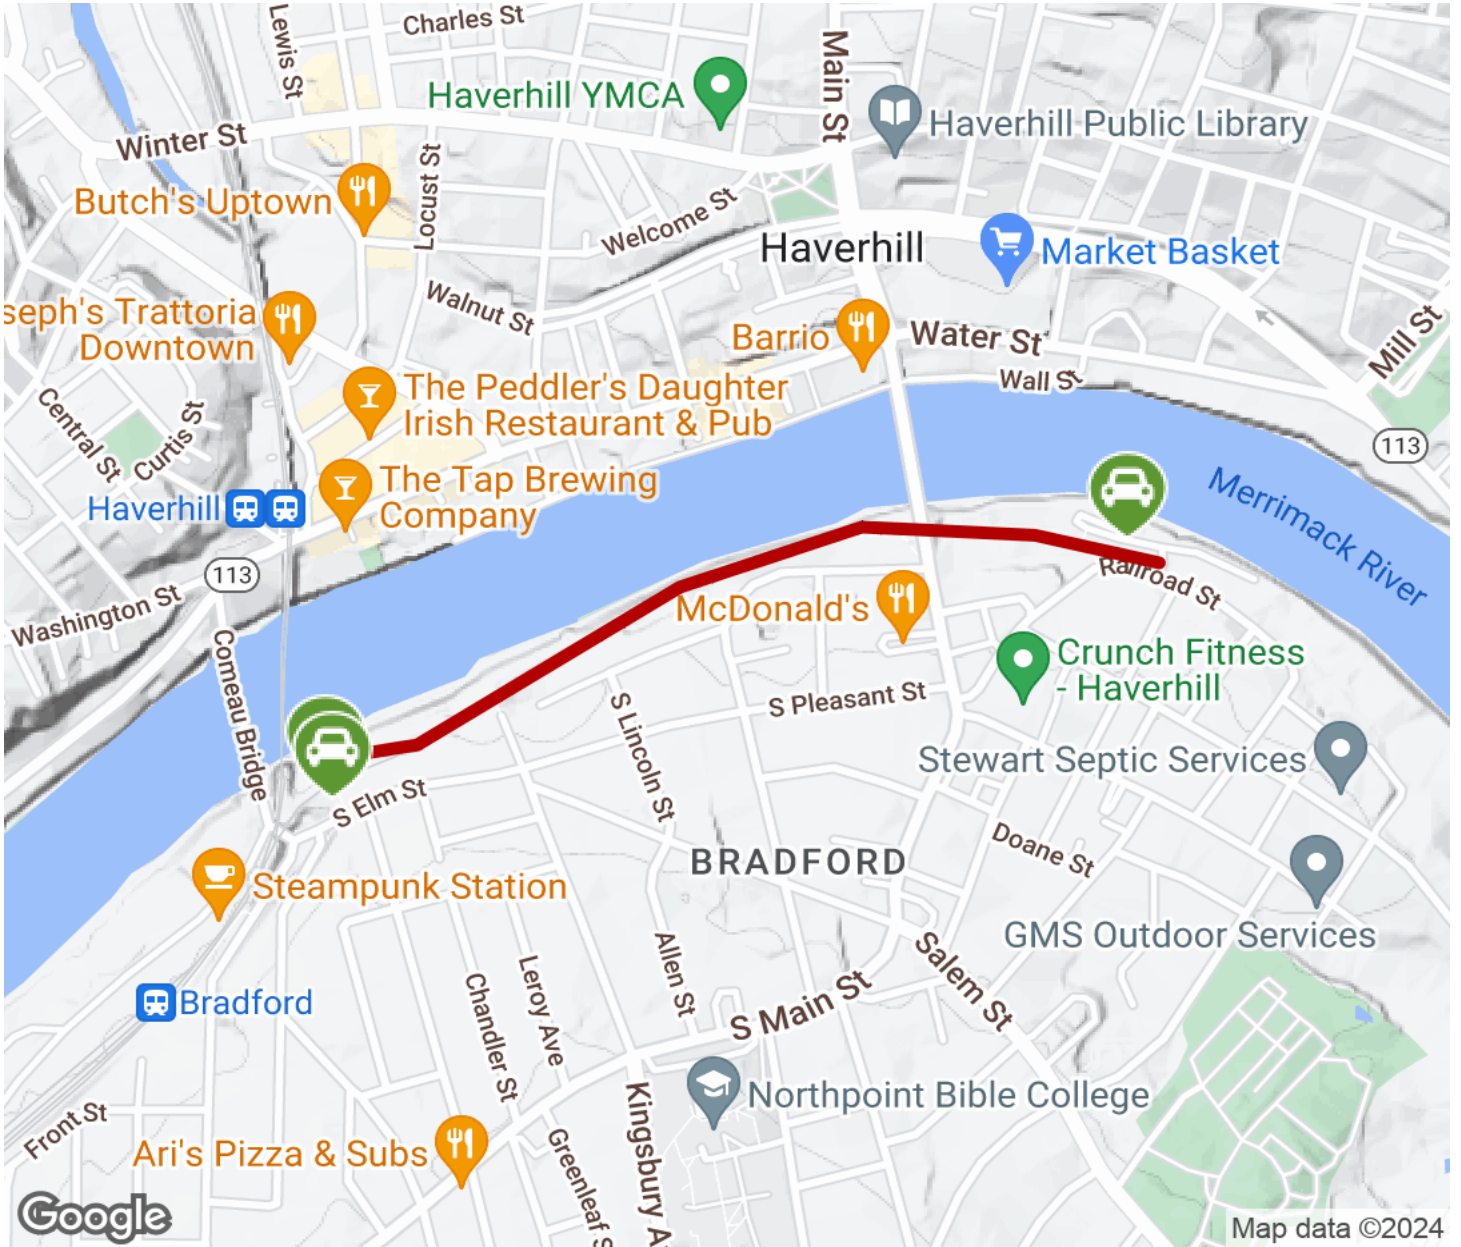 Lewis St
Charles St
Main St
Haverhill YMCA
Haverhill Public Library
Winter St
Locust St
Butch's Uptown
Welcome St
Haverhill
Market Basket
Walnut St
seph's Trattoria
Downtown
Barrio
Water St
Mill St
Wall St
The Peddler's Daughter
Irish Restaurant & Pub
Central St
Curtis St
113
The Tap Brewing
Company
Haverhill
Merrimack River
113
Railroad St
Washington St
McDonald's
Comeau Bridge
Crunch Fitness
- Haverhill
S Lincoln St
S Pleasant St
Stewart Septic Services
S Elm St
Doane St
BRADFORD
Steampunk Station
GMS Outdoor Services
Allen St
Salem St
Leroy Ave
Chandler St
S Main St
Bradford
Northpoint Bible College
Kingsbury A
Front St
Ari's Pizza & Subs
Greenleaf S
Google
Map data ©2024